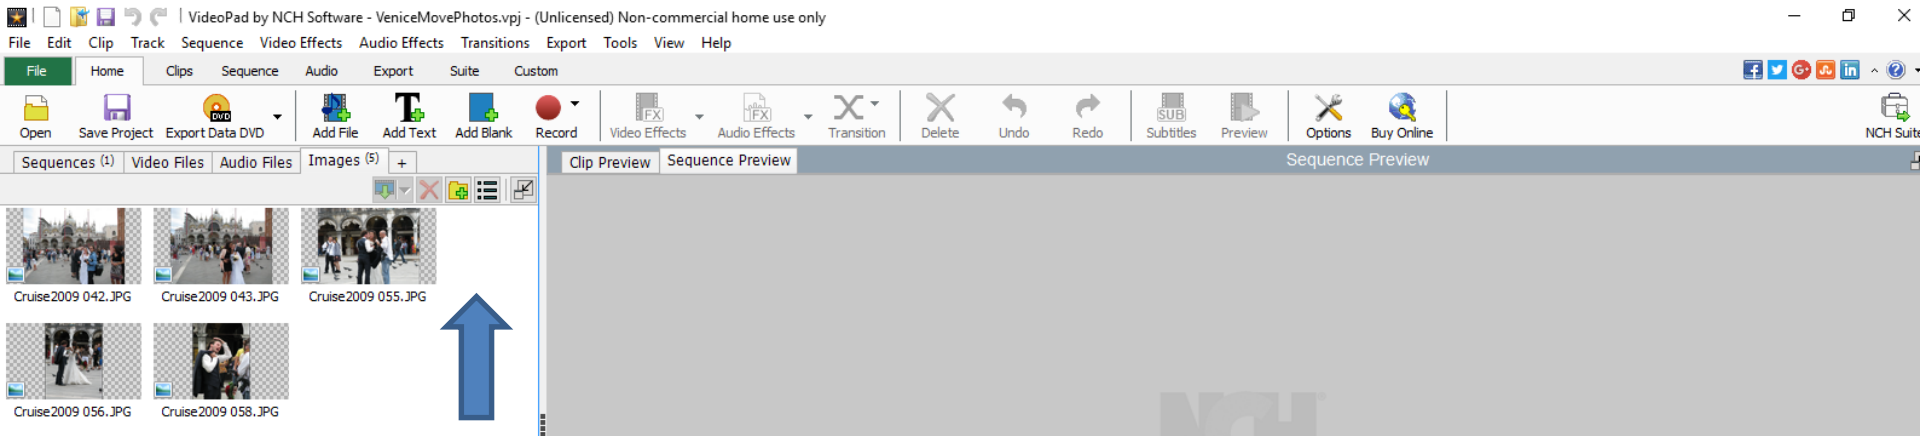 VideoPad by NCH Software - VeniceMovePhotos.vpj - (Unlicensed) Non-commercial home use only
File Edit Clip Track Sequence Video Effects Audio Effects Transitions Export Tools View Help
File Home Clips Sequence Audio Export Suite Custom
Open Save Project Export Data DVD Add File Add Text Add Blank Record Video Effects Audio Effects Transition Delete Undo Redo Subtitles Preview Options Buy Online NCH Suite
Sequences (1) Video Files Audio Files Images (5) + Clip Preview Sequence Preview Sequence Preview
Cruise2009 042.JPG Cruise2009 043.JPG Cruise2009 055.JPG
Cruise2009 056.JPG Cruise2009 058.JPG
NCH